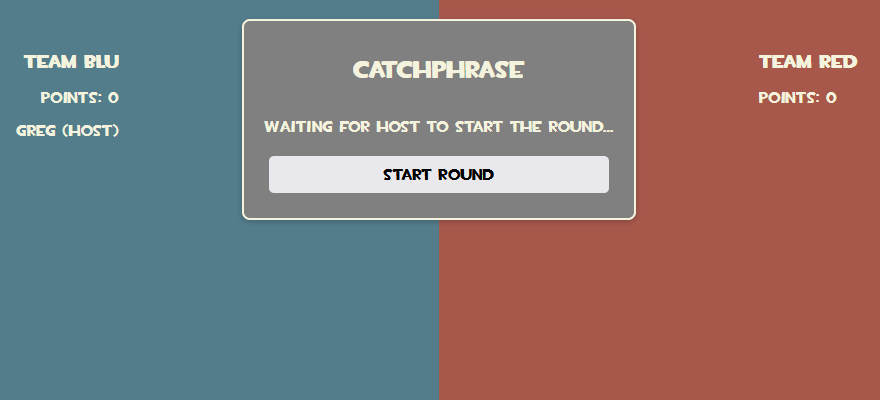 TEAM BLU
POINTS: 0
GREG (HOST)
CATCHPHRASE
WAITING FOR HOST TO START THE ROUND...
START ROUND
TEAM RED
POINTS: 0